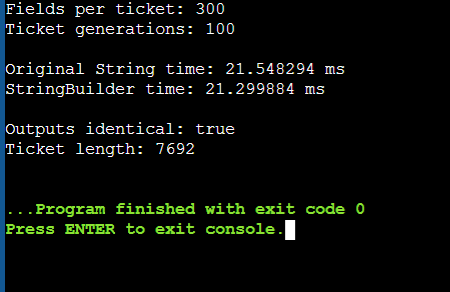 Fields per ticket: 300
Ticket generations: 100
Original String time: 21.548294 ms
StringBuilder time: 21.299884 ms
Outputs identical: true
Ticket length: 7692
...Program finished with exit code 0
Press ENTER to exit console.